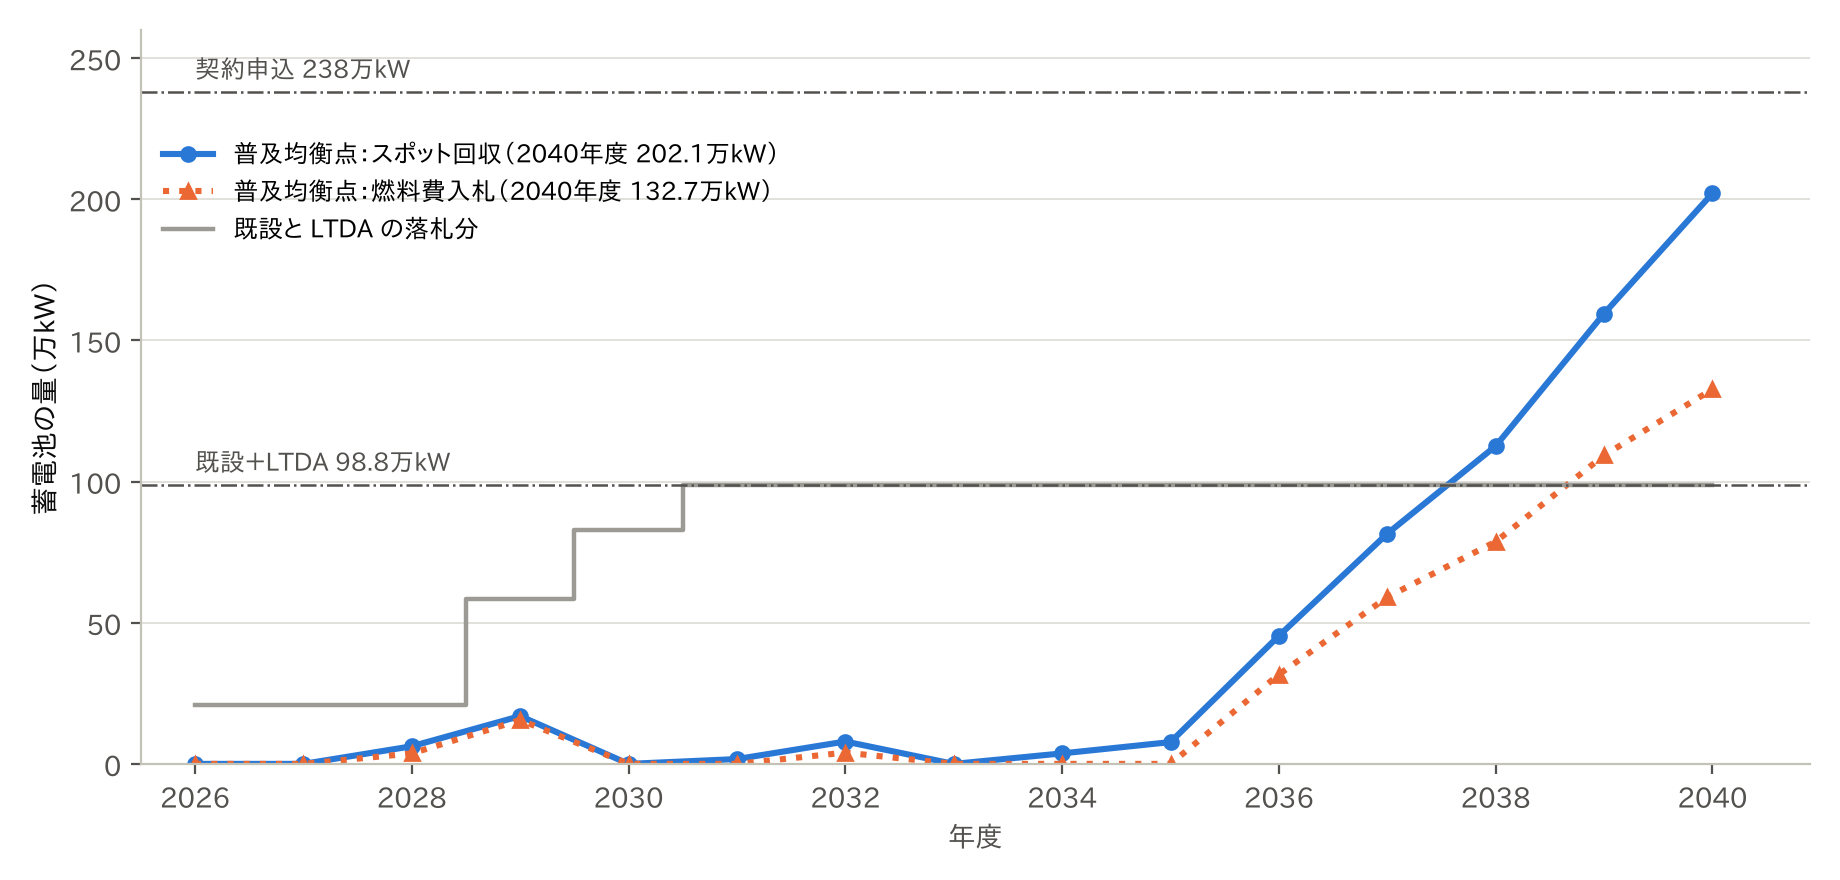 蓄電池の量(万kW)
250
200
150
100
50
0
契約申込 238万kW
普及均衡点:スポット回収(2040年度 202.1万kW)
普及均衡点:燃料費入札(2040年度 132.7万kW)
既設と LTDA の落札分
既設+LTDA 98.8万kW
2026 2028 2030 2032 2034 2036 2038 2040
年度